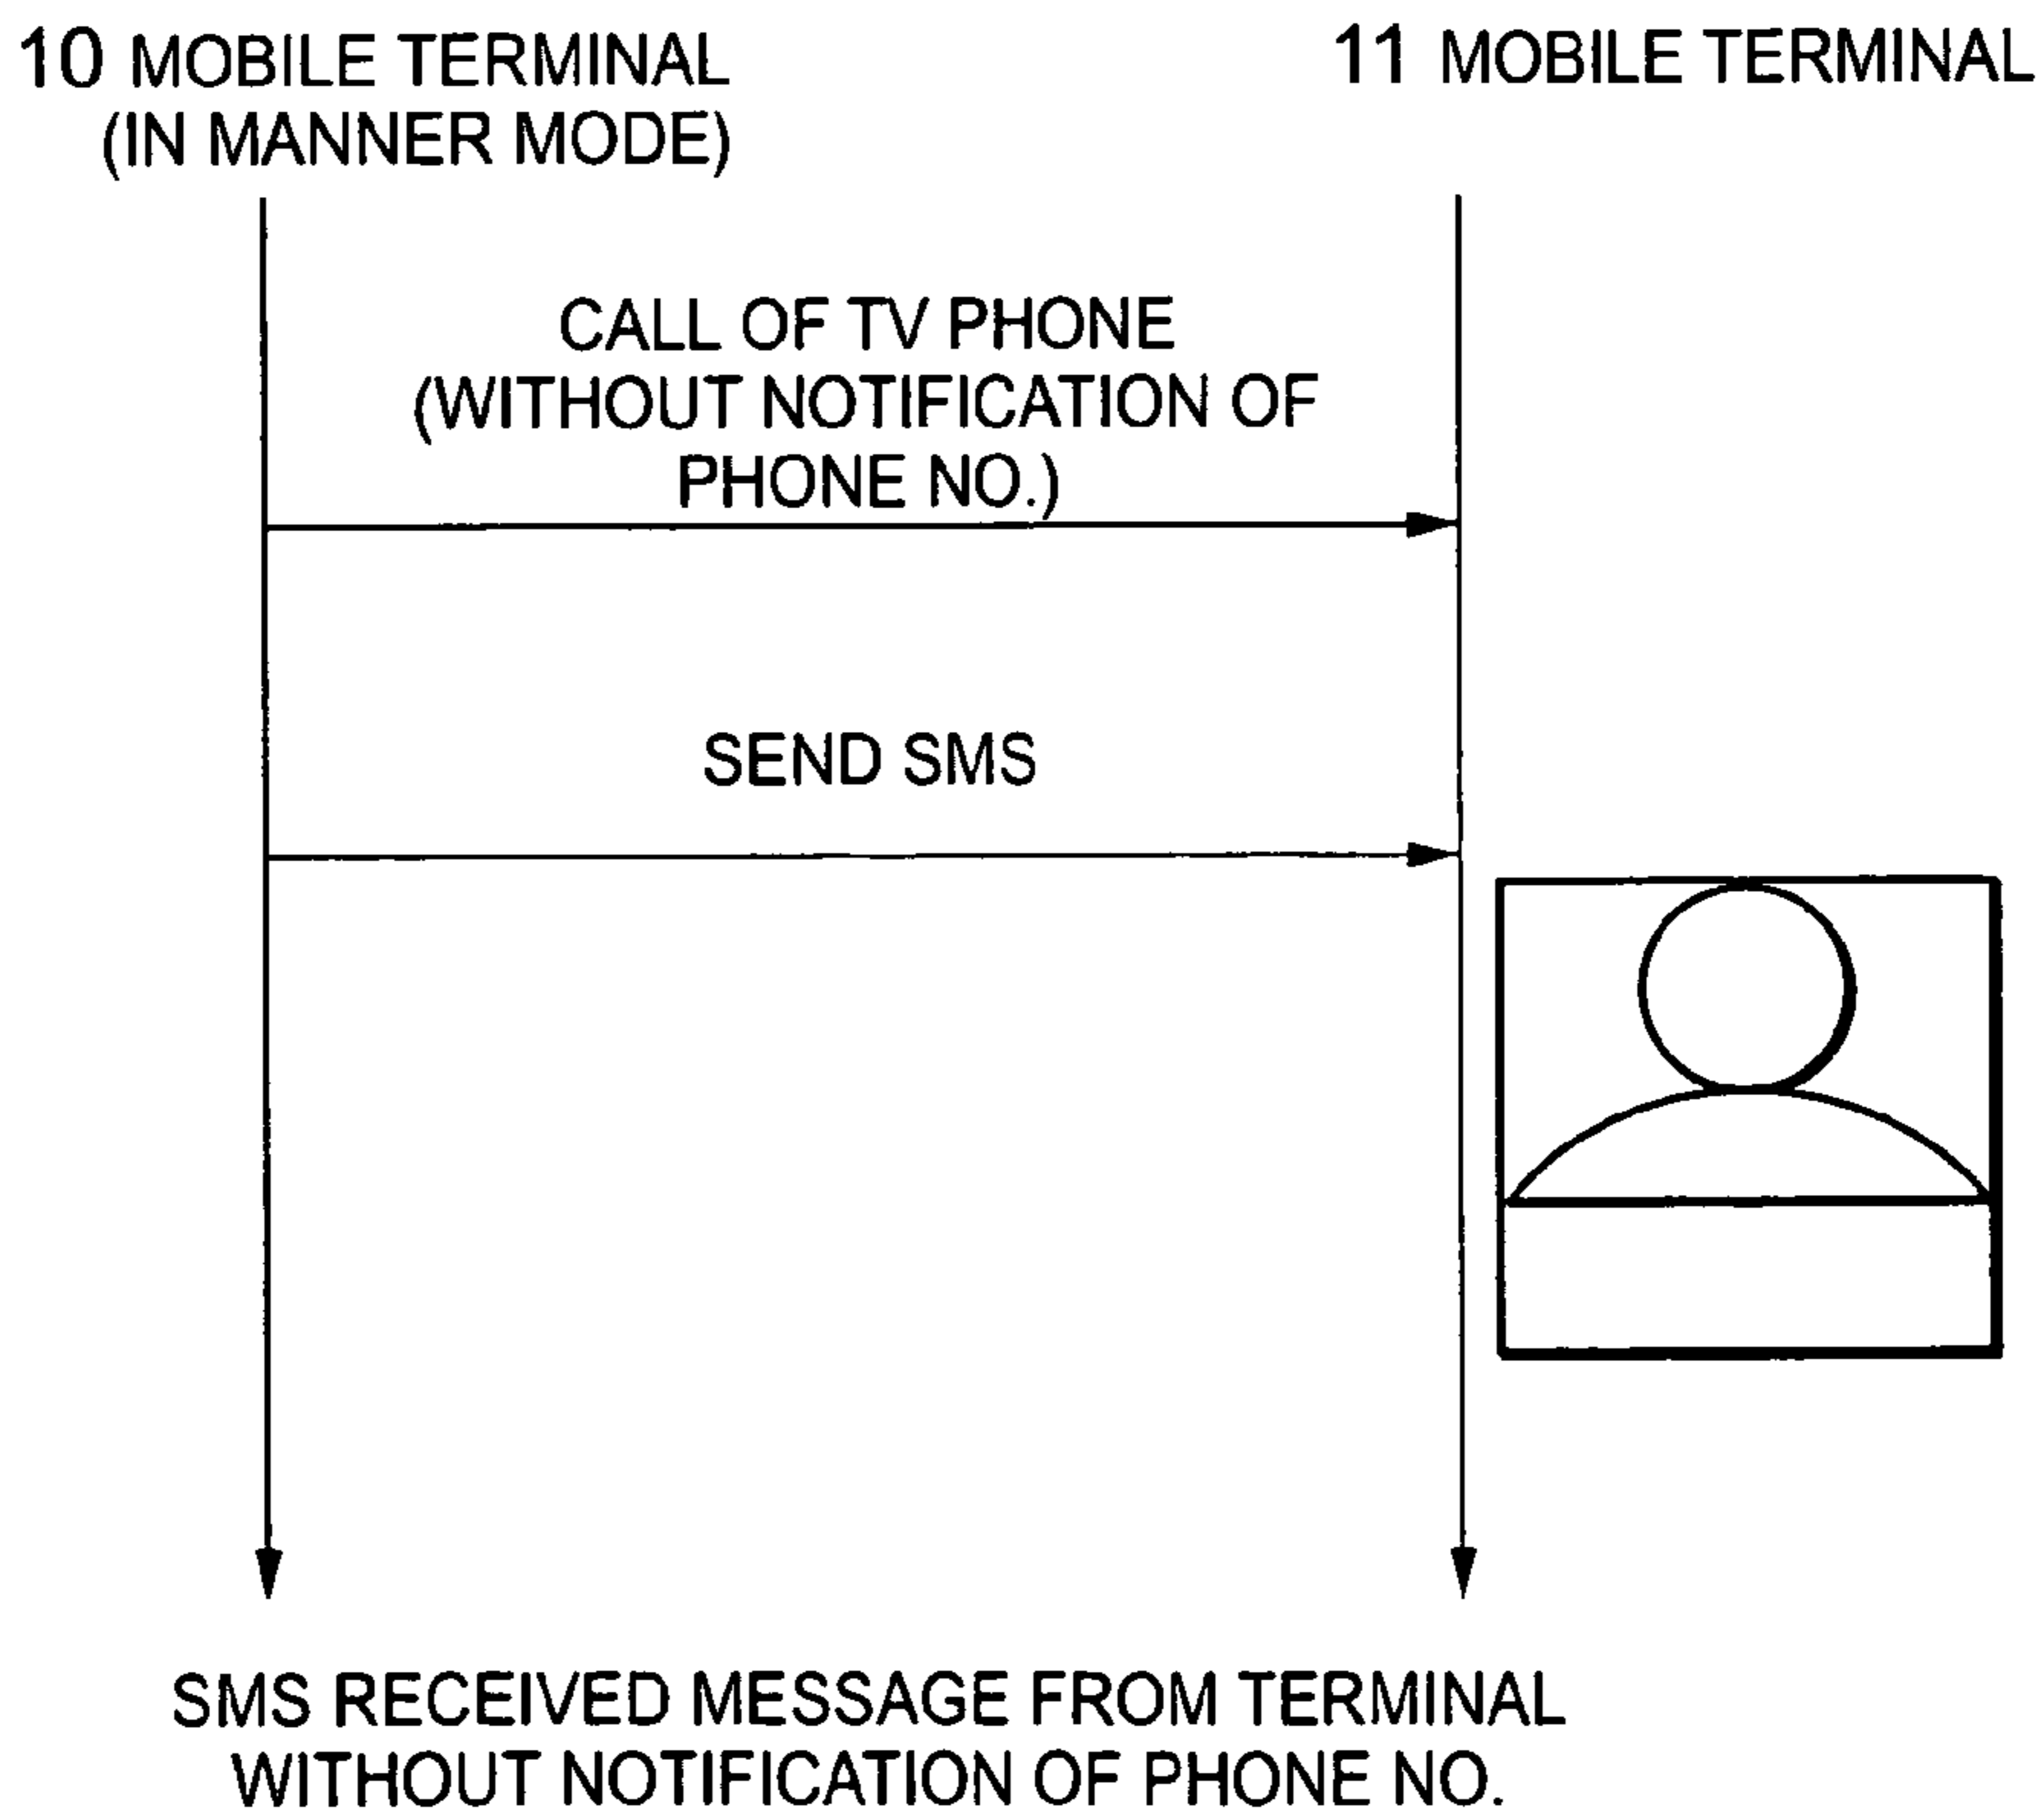 10 MOBILE TERMINAL
(IN MANNER MODE)
11 MOBILE TERMINAL
CALL OF TV PHONE
(WITHOUT NOTIFICATION OF
PHONE NO.)
SEND SMS
SMS RECEIVED MESSAGE FROM TERMINAL
WITHOUT NOTIFICATION OF PHONE NO.